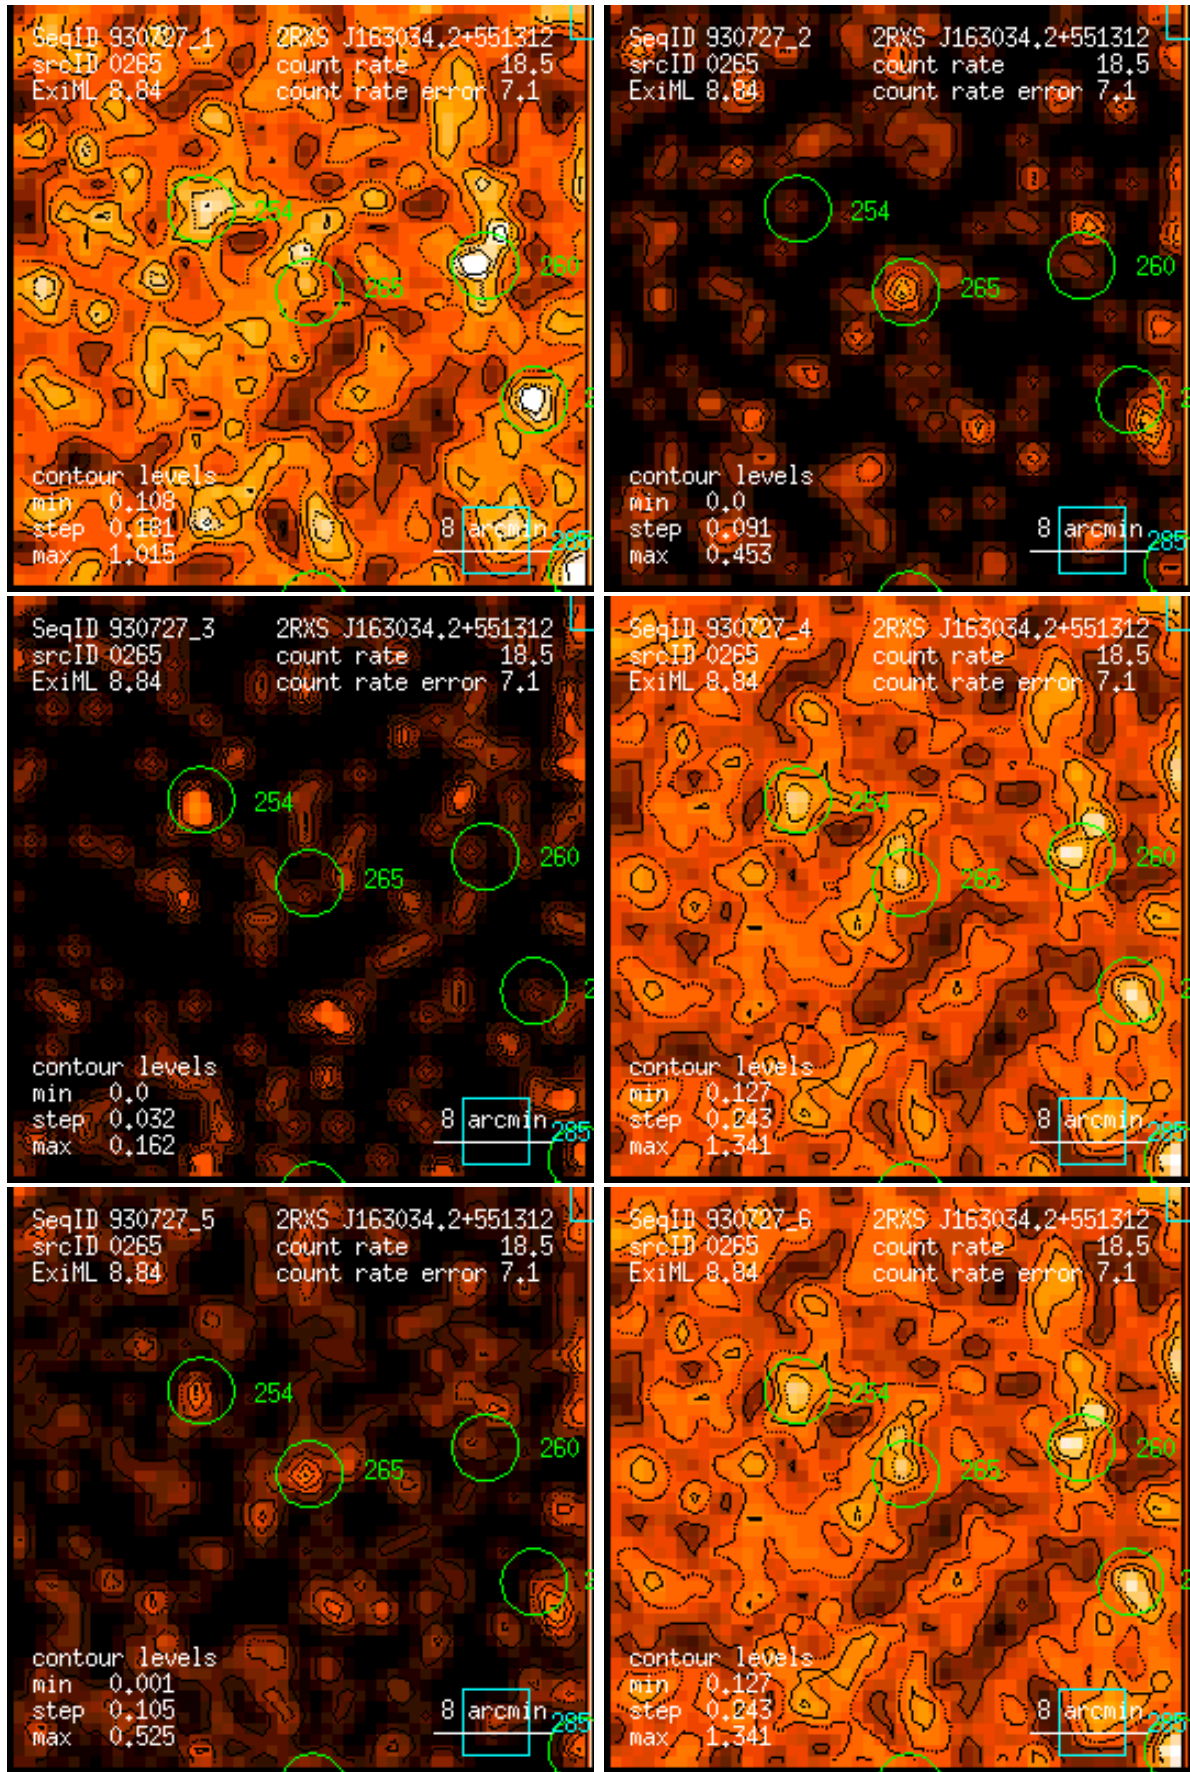 SeqID 930727_1 2RXS J163034.2+551312
srcID 0265 count rate 18.5
ExiML 8.84 count rate error 7.1
254
260
265
2
contour levels
min 0.108
step 0.181
max 1.015
8 arcmin
285
SeqID 930727_2 2RXS J163034.2+551312
srcID 0265 count rate 18.5
ExiML 8.84 count rate error 7.1
254
260
265
2
contour levels
min 0.0
step 0.091
max 0.453
8 arcmin
285
SeqID 930727_3 2RXS J163034.2+551312
srcID 0265 count rate 18.5
ExiML 8.84 count rate error 7.1
254
260
265
2
contour levels
min 0.0
step 0.032
max 0.162
8 arcmin
285
SeqID 930727_4 2RXS J163034.2+551312
srcID 0265 count rate 18.5
ExiML 8.84 count rate error 7.1
254
260
265
2
contour levels
min 0.127
step 0.243
max 1.341
8 arcmin
285
SeqID 930727_5 2RXS J163034.2+551312
srcID 0265 count rate 18.5
ExiML 8.84 count rate error 7.1
254
260
265
2
contour levels
min 0.001
step 0.105
max 0.525
8 arcmin
285
SeqID 930727_6 2RXS J163034.2+551312
srcID 0265 count rate 18.5
ExiML 8.84 count rate error 7.1
254
260
265
2
contour levels
min 0.127
step 0.243
max 1.341
8 arcmin
285